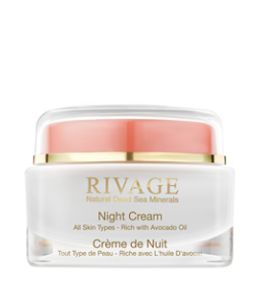 RIVAGE
Natural Dead Sea Minerals
Night Cream
All Skin Types - Rich with Avocado Oil
Crème de Nuit
Tout Type de Peau - Riche avec L'huile D'avocat